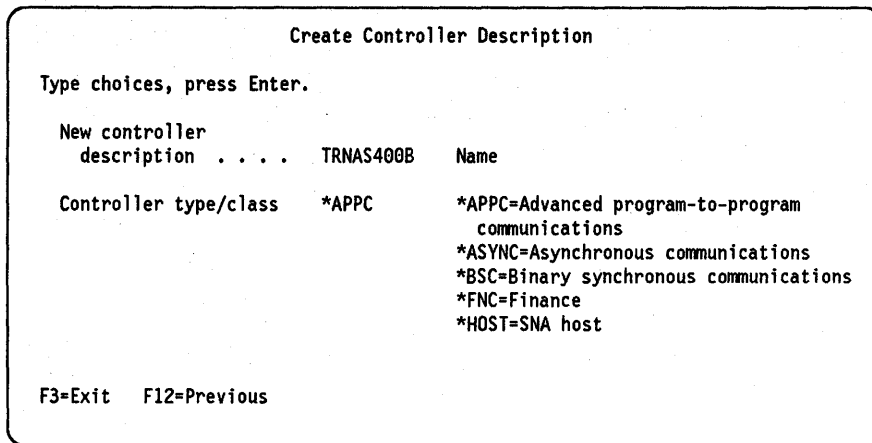 Create Controller Description
Type choices, press Enter.
New controller
description . . . . TRNAS400B Name
Controller type/class *APPC *APPC=Advanced program-to-program
communications
*ASYNC=Asynchronous communications
*BSC=Binary synchronous communications
*FNC=Finance
*HOST=SNA host
F3=Exit F12=Previous